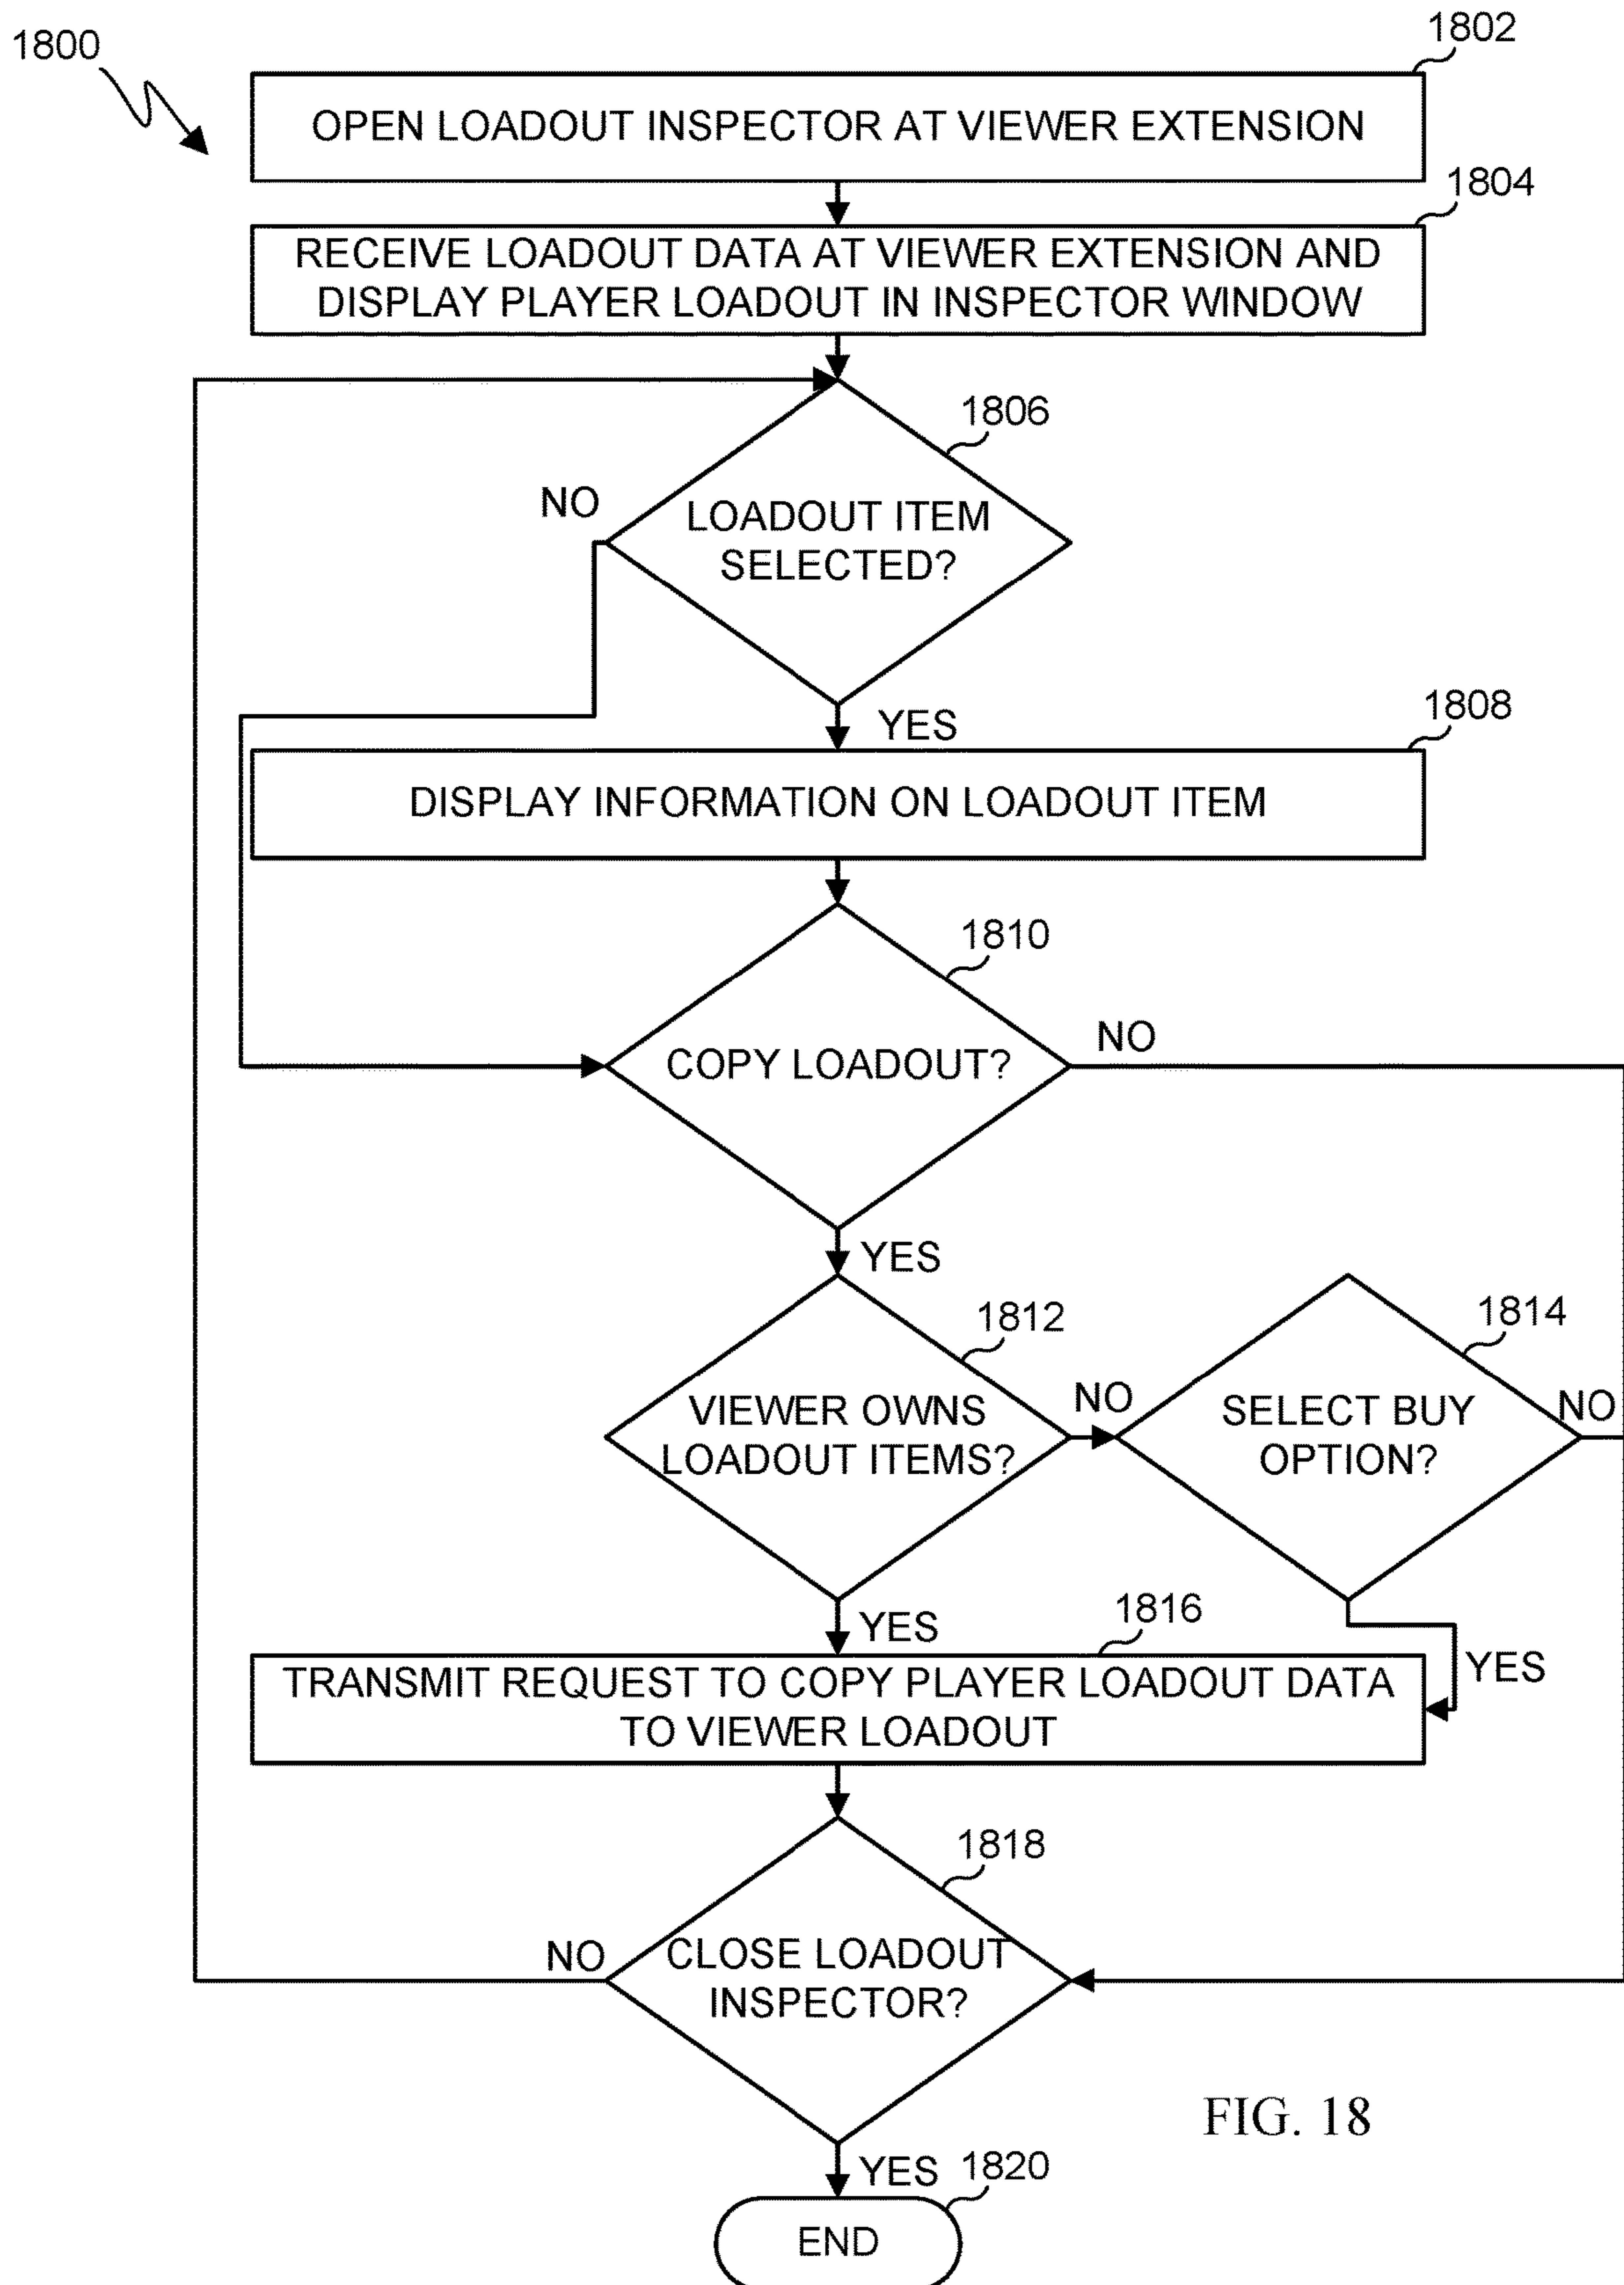 1800
1802
OPEN LOADOUT INSPECTOR AT VIEWER EXTENSION
1804
RECEIVE LOADOUT DATA AT VIEWER EXTENSION AND
DISPLAY PLAYER LOADOUT IN INSPECTOR WINDOW
1806
NO
LOADOUT ITEM
SELECTED?
YES
1808
DISPLAY INFORMATION ON LOADOUT ITEM
1810
COPY LOADOUT?
NO
YES
1812
VIEWER OWNS
LOADOUT ITEMS?
NO
1814
SELECT BUY
OPTION?
NO
YES
YES
1816
TRANSMIT REQUEST TO COPY PLAYER LOADOUT DATA
TO VIEWER LOADOUT
1818
NO
CLOSE LOADOUT
INSPECTOR?
YES
1820
END
FIG. 18